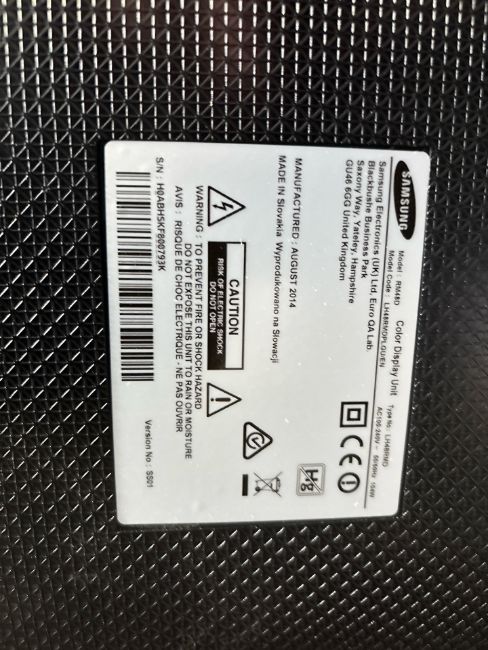 SAMSUNG
Color Display Unit
Model : RM48D
Type No : LH48RMD
Model Code : LH48RMDPLGU/EN
AC100-240V~ 50/60Hz 154W
Samsung Electronics (UK) Ltd, Euro QA Lab.
Blackbushe Business Park
Saxony Way, Yateley, Hampshire
GU46 6GG United Kingdom
MANUFACTURED : AUGUST 2014
MADE IN Slovakia Wyprodukowano na Słowacji
Hg
CAUTION
RISK OF ELECTRIC SHOCK
DO NOT OPEN
WARNING : TO PREVENT FIRE OR SHOCK HAZARD
DO NOT EXPOSE THIS UNIT TO RAIN OR MOISTURE
AVIS : RISQUE DE CHOC ELECTRIQUE - NE PAS OUVRIR
S/N : H0ABH5KF800793K
Version No : SS01